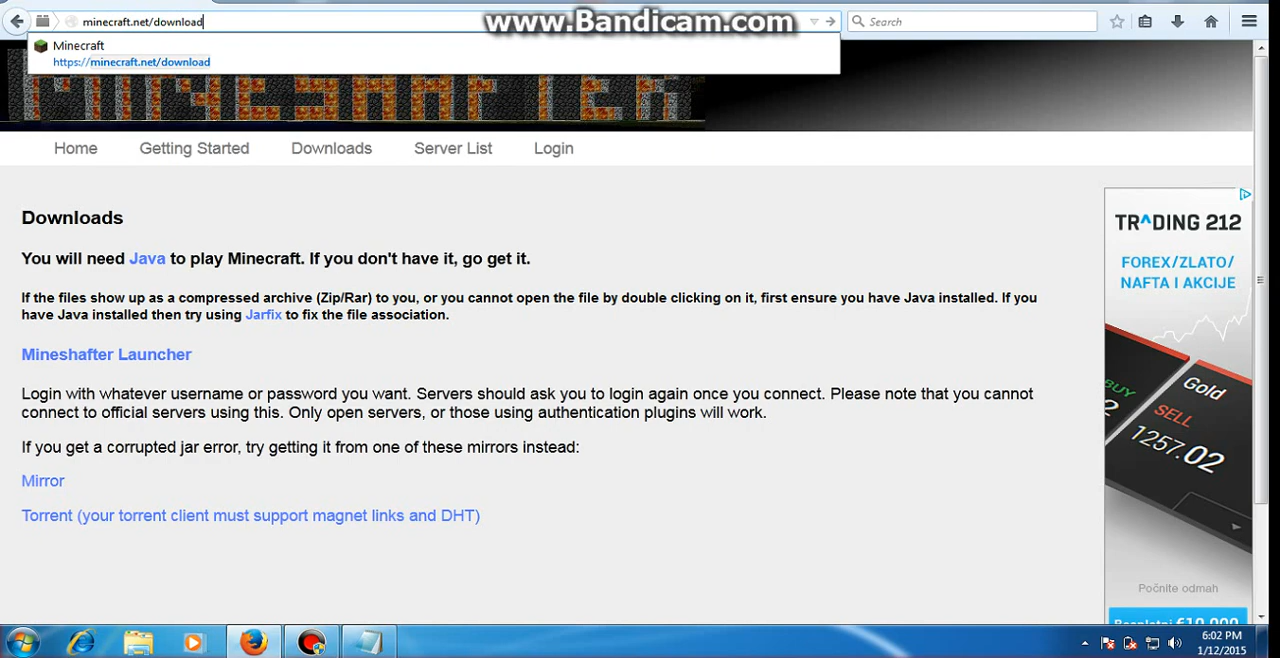 minecraft.net/download
www.Bandicam.com
Search
Minecraft
https://minecraft.net/download
MINESHAFTER
Home Getting Started Downloads Server List Login
Downloads
You will need Java to play Minecraft. If you don't have it, go get it.
If the files show up as a compressed archive (Zip/Rar) to you, or you cannot open the file by double clicking on it, first ensure you have Java installed. If you
have Java installed then try using Jarfix to fix the file association.
Mineshafter Launcher
Login with whatever username or password you want. Servers should ask you to login again once you connect. Please note that you cannot
connect to official servers using this. Only open servers, or those using authentication plugins will work.
If you get a corrupted jar error, try getting it from one of these mirrors instead:
Mirror
Torrent (your torrent client must support magnet links and DHT)
TRADING 212
FOREX/ZLATO/
NAFTA I AKCIJE
BUY
2
Gold
SELL
1257.02
Počnite odmah
6:02 PM
1/12/2015